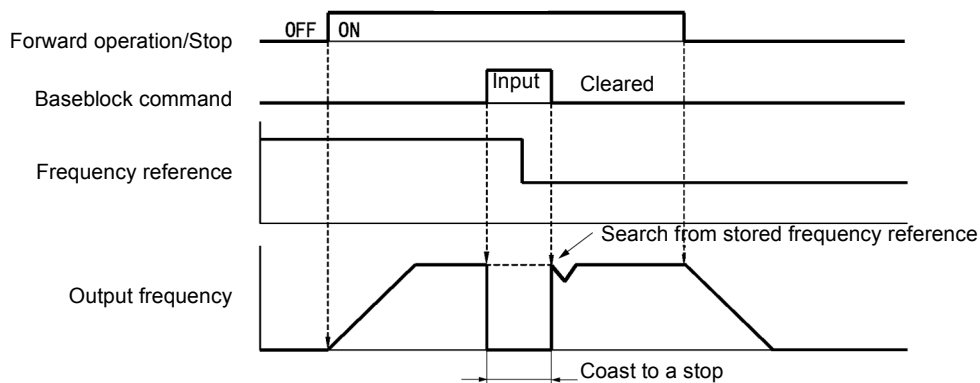 Forward operation/Stop
OFF ON
Baseblock command
Input
Cleared
Frequency reference
Search from stored frequency reference
Output frequency
Coast to a stop